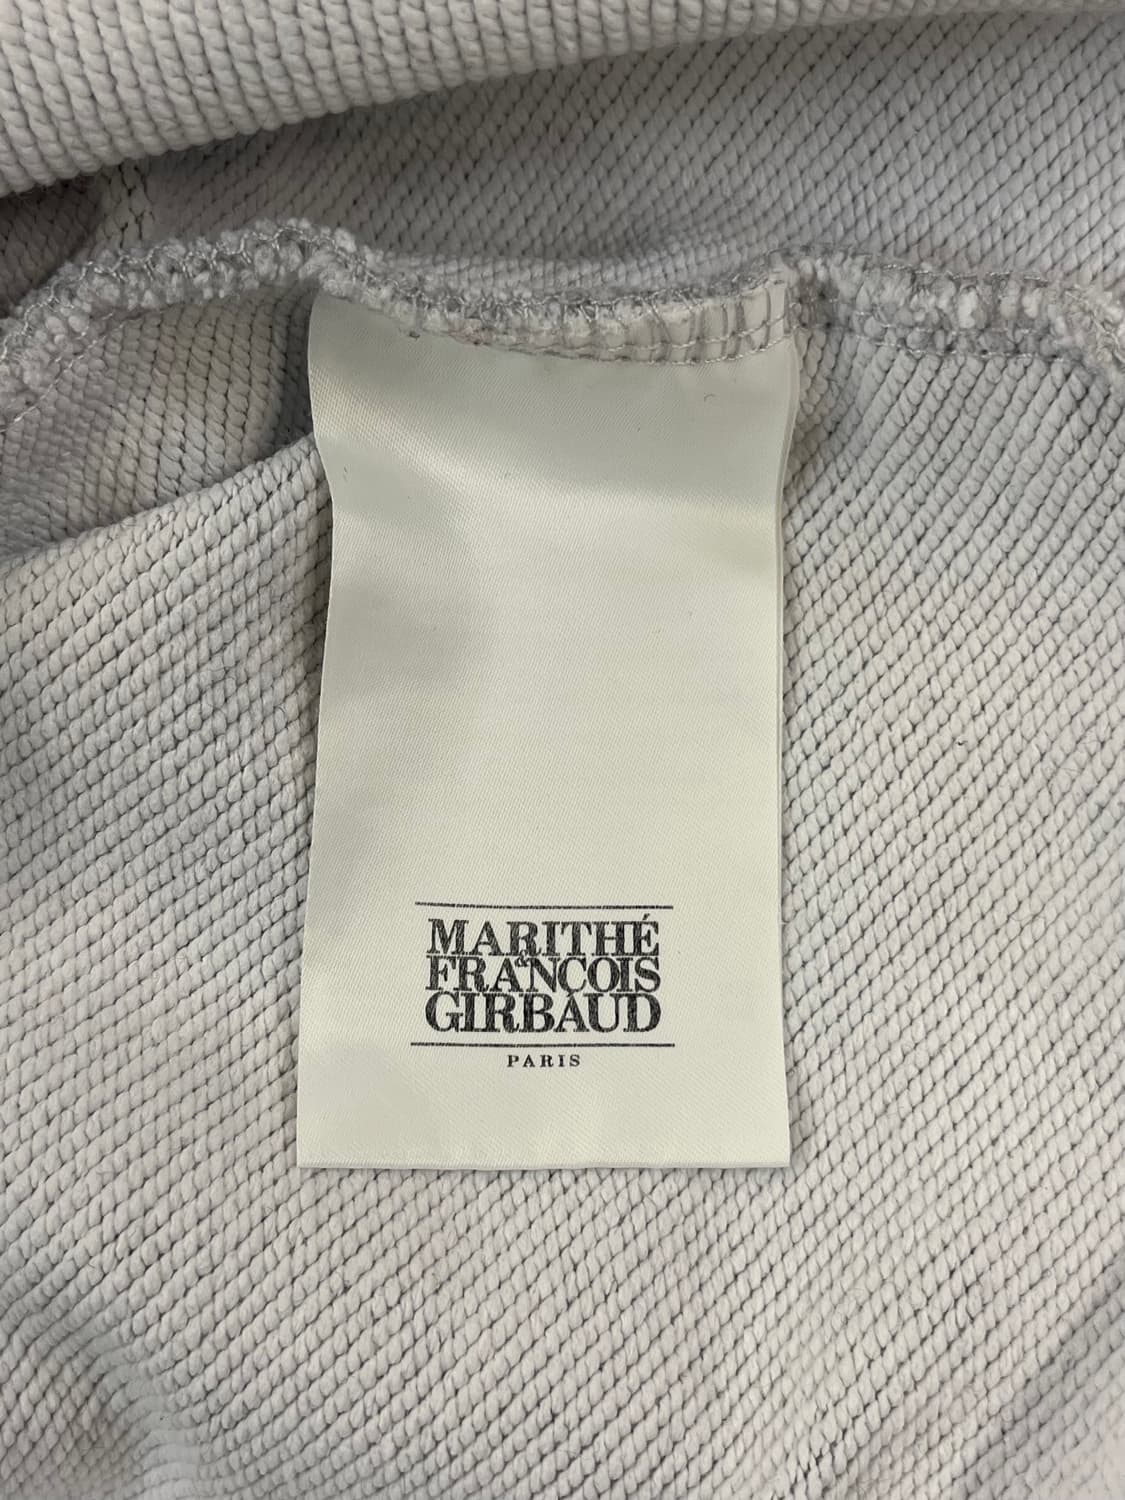 MARITHÉ
FRANÇOIS
&
GIRBAUD
PARIS